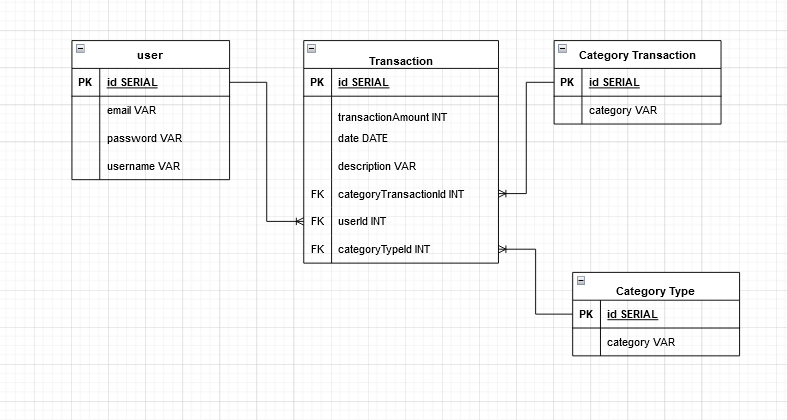 user
PK id SERIAL
email VAR
password VAR
username VAR
Transaction
PK id SERIAL
transactionAmount INT
date DATE
description VAR
FK categoryTransactionId INT
FK userId INT
FK categoryTypeId INT
Category Transaction
PK id SERIAL
category VAR
Category Type
PK id SERIAL
category VAR